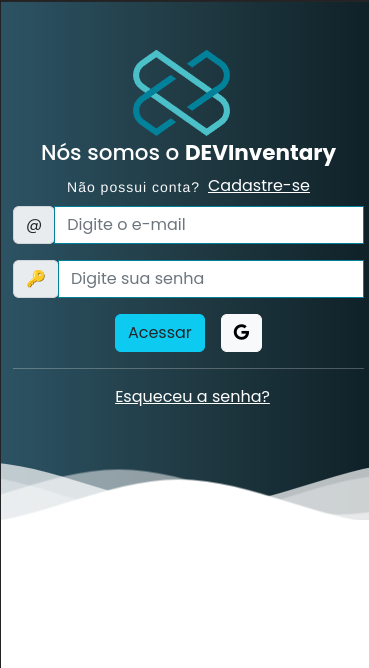 Nós somos o DEVInventary
Não possui conta? Cadastre-se
@ Digite o e-mail
Digite sua senha
Acessar G
Esqueceu a senha?